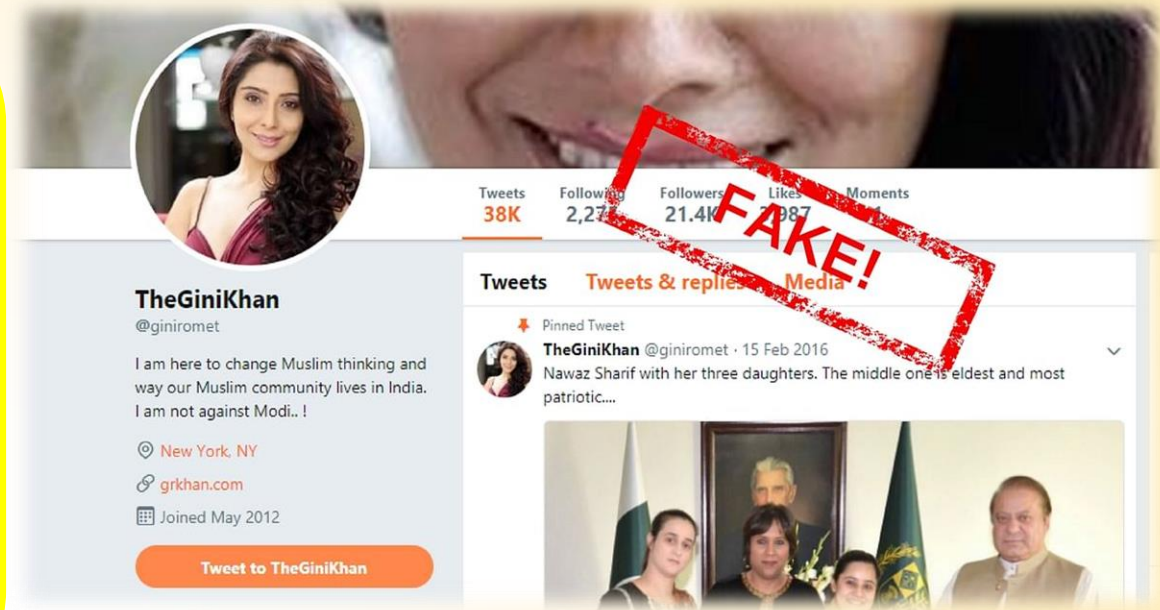 Tweets Following Followers Likes Moments
38K 21.4K
FAKE!
TheGiniKhan
@giniromet
I am here to change Muslim thinking and
way our Muslim community lives in India.
I am not against Modi.. !
New York, NY
grkhan.com
Joined May 2012
Tweet to TheGiniKhan
Tweets Tweets & replies Media
Pinned Tweet
TheGiniKhan @giniromet · 15 Feb 2016
Nawaz Sharif with her three daughters. The middle one is eldest and most
patriotic....